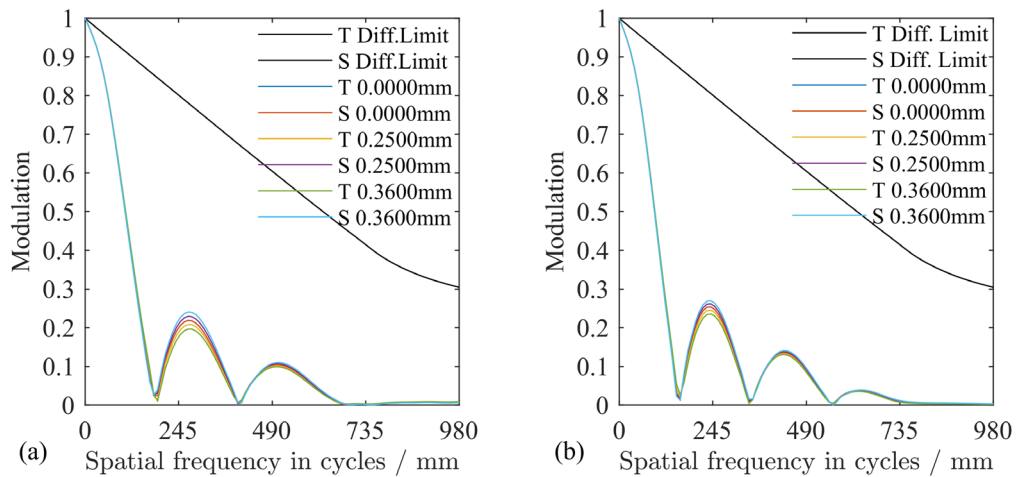 1
0.9
0.8
0.7
0.6
0.5
0.4
0.3
0.2
0.1
0
Modulation
T Diff.Limit
S Diff.Limit
T 0.0000mm
S 0.0000mm
T 0.2500mm
S 0.2500mm
T 0.3600mm
S 0.3600mm
0 245 490 735 980
Spatial frequency in cycles / mm
(a)
1
0.9
0.8
0.7
0.6
0.5
0.4
0.3
0.2
0.1
0
Modulation
T Diff. Limit
S Diff. Limit
T 0.0000mm
S 0.0000mm
T 0.2500mm
S 0.2500mm
T 0.3600mm
S 0.3600mm
0 245 490 735 980
Spatial frequency in cycles / mm
(b)